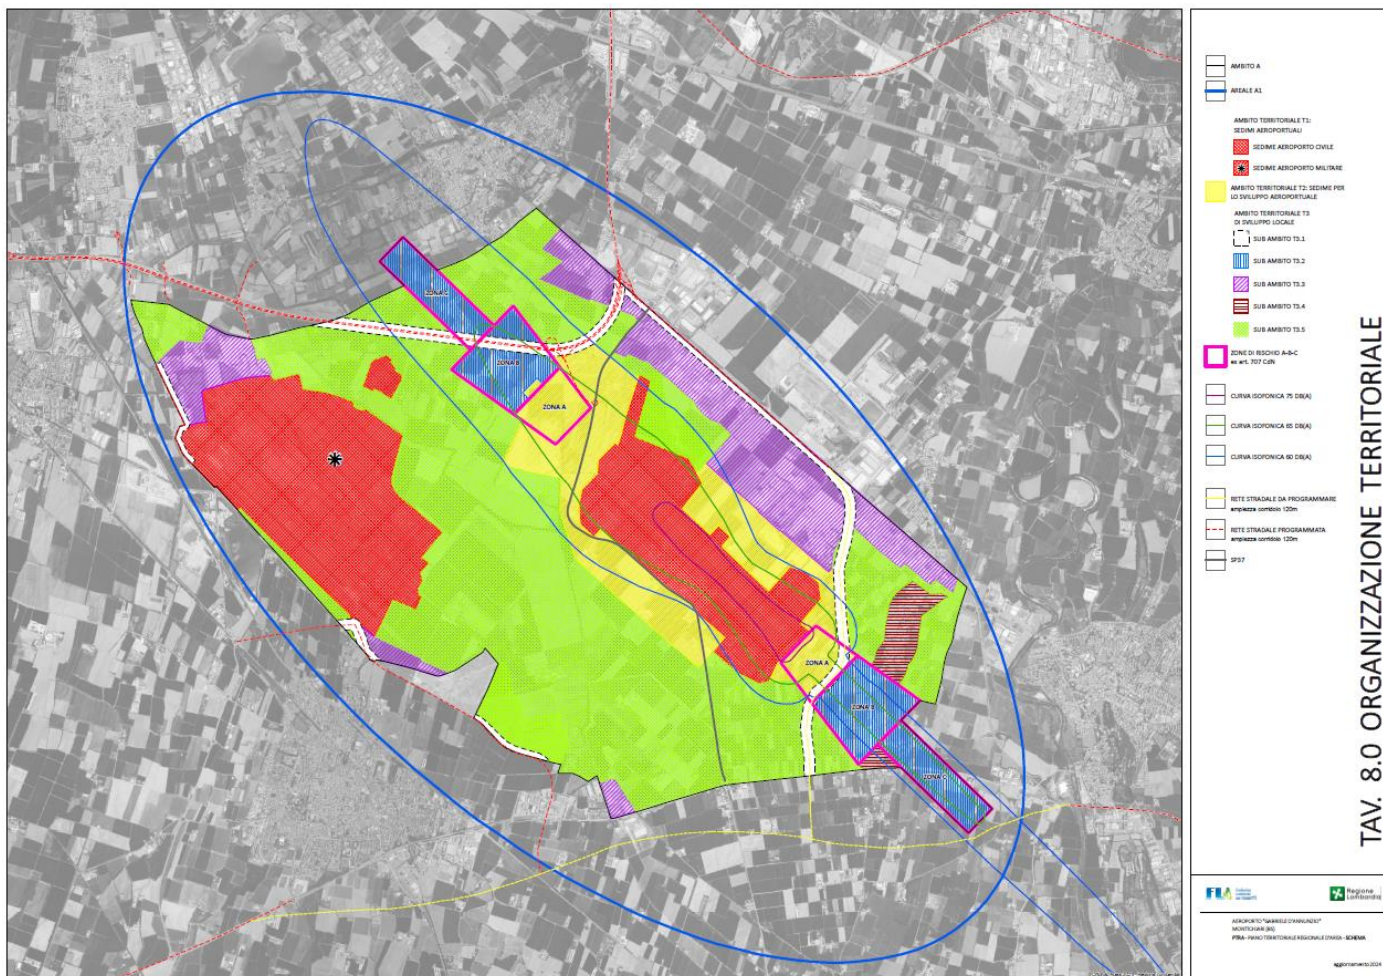 ZONA C
ZONA B
ZONA A
ZONA A
ZONA B
ZONA C
AMBITO A
AREALE A1
AMBITO TERRITORIALE T1:
SEDIMI AEROPORTUALI
SEDIME AEROPORTO CIVILE
SEDIME AEROPORTO MILITARE
AMBITO TERRITORIALE T2: SEDIME PER
LO SVILUPPO AEROPORTUALE
AMBITO TERRITORIALE T3
DI SVILUPPO LOCALE
SUB AMBITO T3.1
SUB AMBITO T3.2
SUB AMBITO T3.3
SUB AMBITO T3.4
SUB AMBITO T3.5
ZONE DI RISCHIO A-B-C
ex art. 707 CdN
CURVA ISOFONICA 75 DB(A)
CURVA ISOFONICA 65 DB(A)
CURVA ISOFONICA 60 DB(A)
RETE STRADALE DA PROGRAMMARE
ampiezza corridoio 120m
RETE STRADALE PROGRAMMATA
ampiezza corridoio 120m
SP37
TAV. 8.0 ORGANIZZAZIONE TERRITORIALE
FLA
Regione
Lombardia
AEROPORTO "GABRIELE D'ANNUNZIO"
MONTICHIARI (BS)
PTRA - PIANO TERRITORIALE REGIONALE D'AREA - SCHEMA
aggiornamento 2024